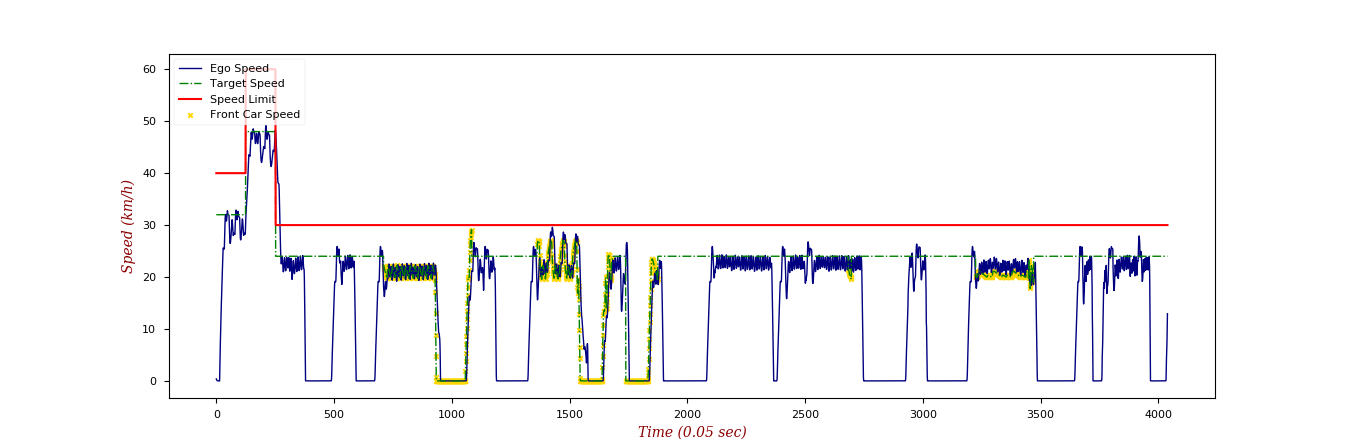 60
50
40
30
20
10
0
Speed (km/h)
Ego Speed
Target Speed
Speed Limit
Front Car Speed
0 500 1000 1500 2000 2500 3000 3500 4000
Time (0.05 sec)